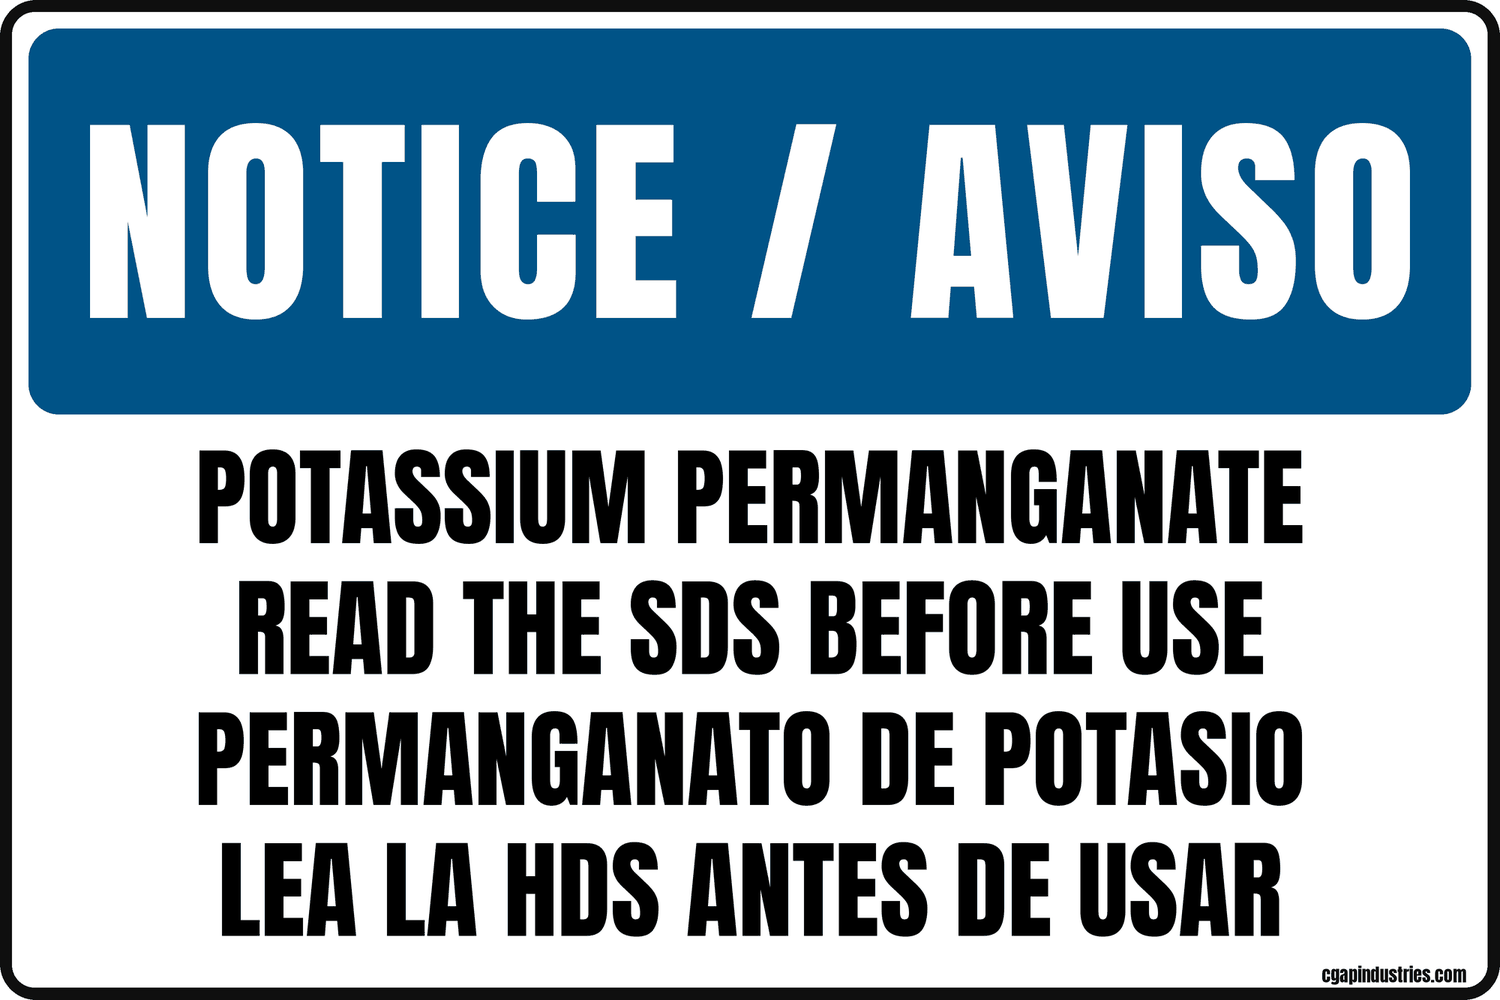 NOTICE / AVISO
POTASSIUM PERMANGANATE
READ THE SDS BEFORE USE
PERMANGANATO DE POTASIO
LEA LA HDS ANTES DE USAR
cgapindustries.com